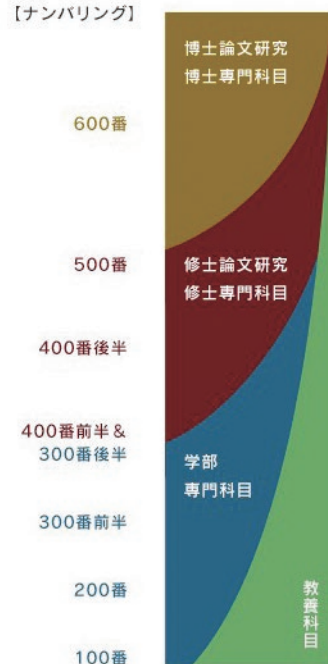 【ナンバリング】
博士論文研究
博士専門科目
600番
500番
修士論文研究
修士専門科目
400番後半
400番前半&
300番後半
学部
専門科目
300番前半
200番
教養科目
100番